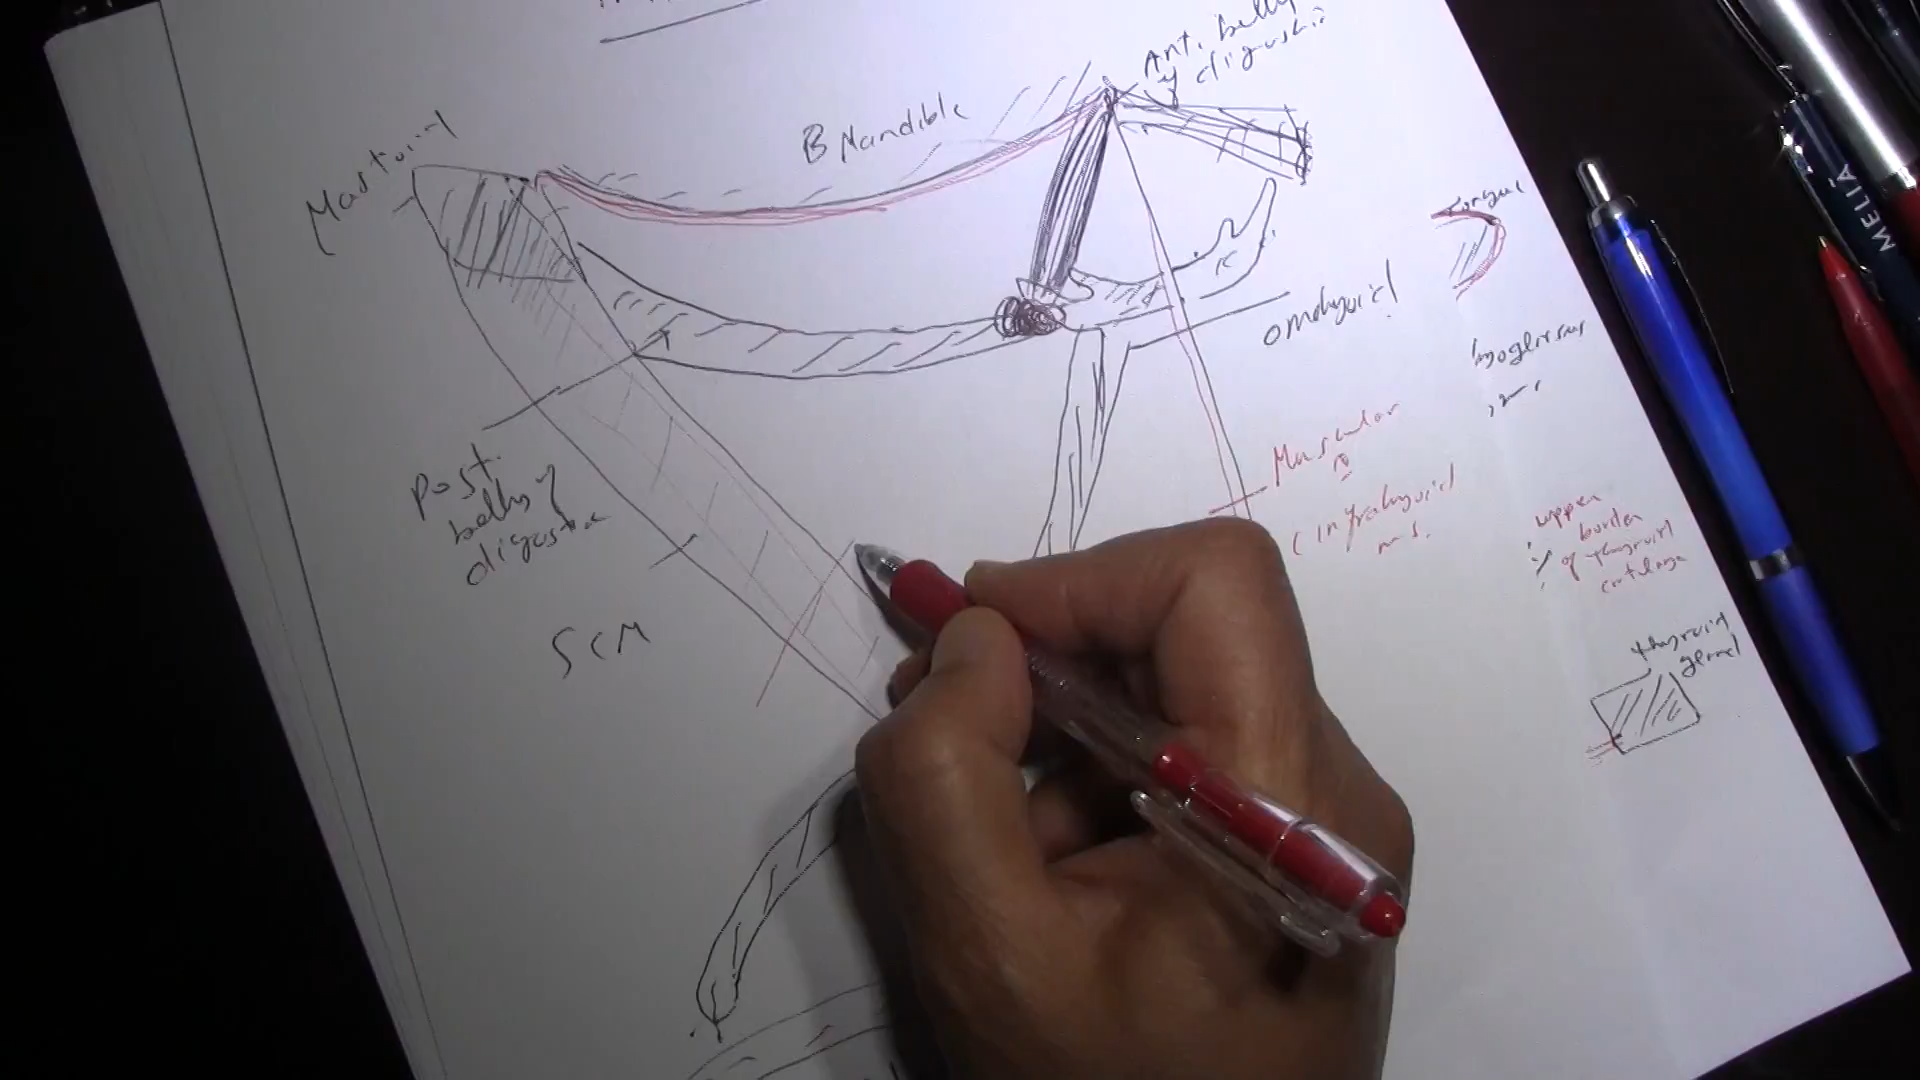 Ant. belly
of digastric
B Mandible
Mastoid
Tongue
omohyoid
hyoglossus
Muscular
(infrahyoid
ms.
Post.
belly of
digastric
upper
border
of thyroid
cartilage
SCM
thyroid
gland
MELIA